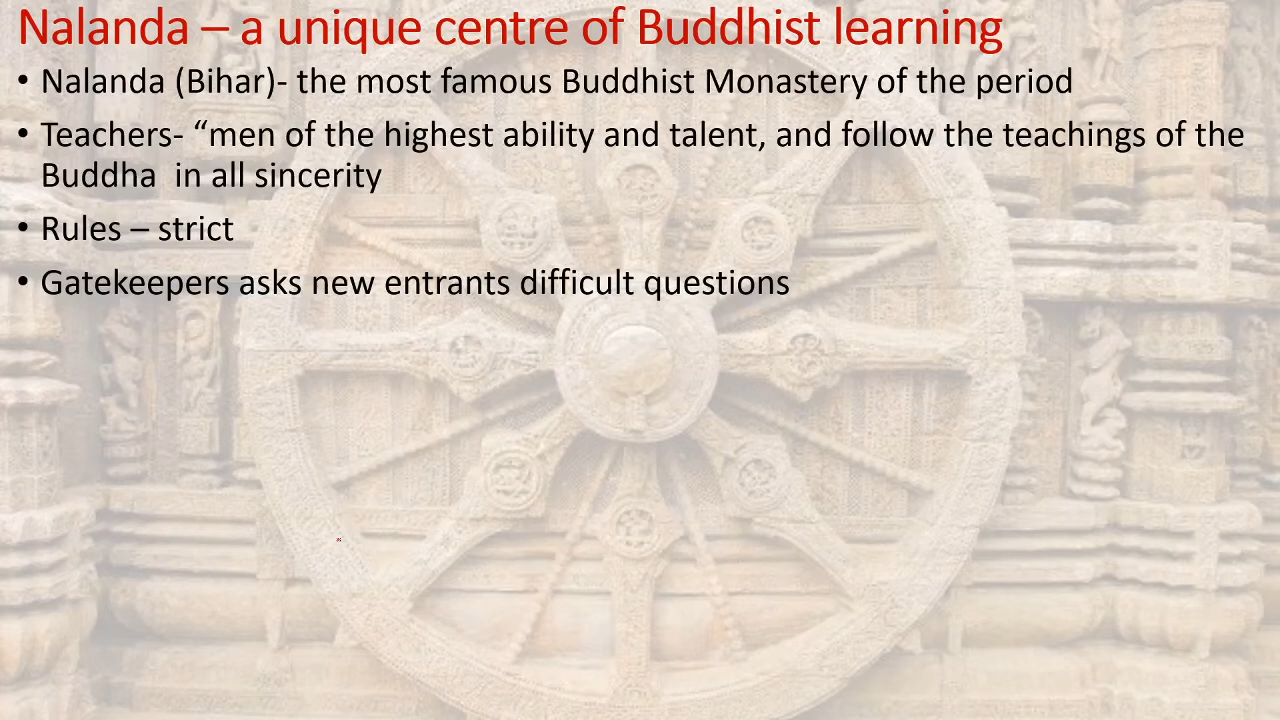 Nalanda – a unique centre of Buddhist learning
• Nalanda (Bihar)- the most famous Buddhist Monastery of the period
• Teachers- “men of the highest ability and talent, and follow the teachings of the
Buddha  in all sincerity
• Rules – strict
• Gatekeepers asks new entrants difficult questions